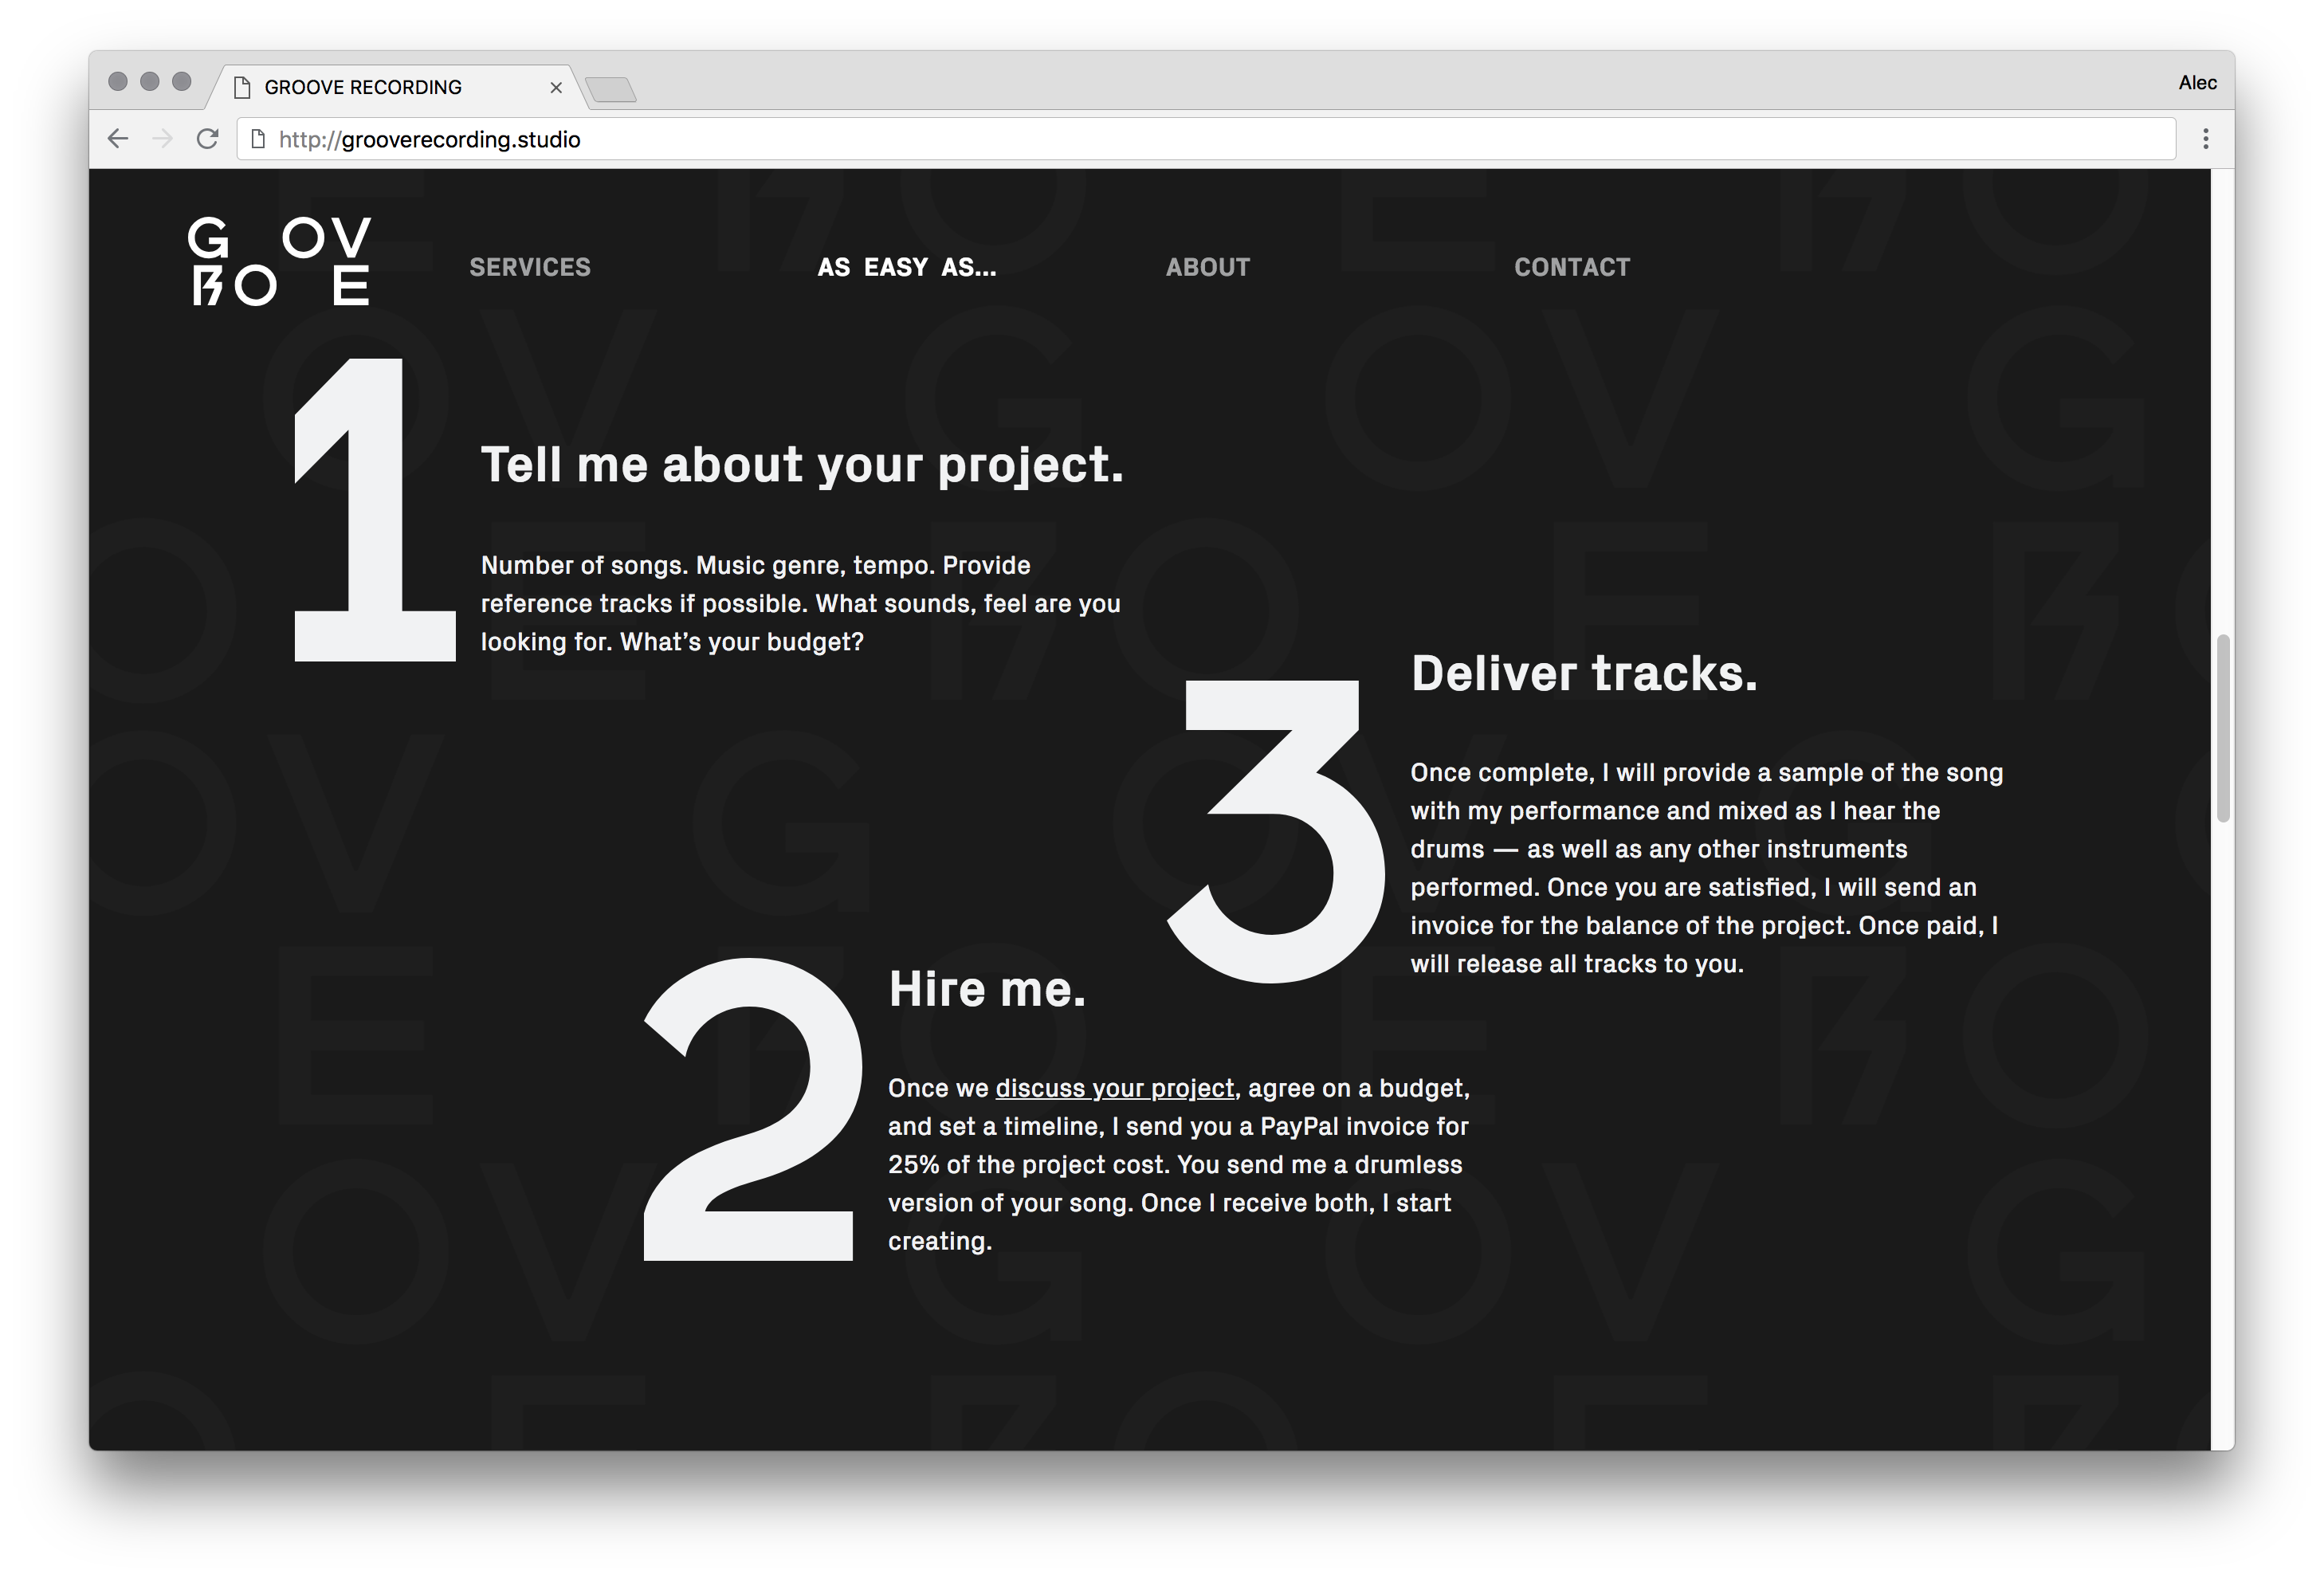 GROOVE RECORDING
Alec
http://grooverecording.studio
G OV
RO E
SERVICES
AS EASY AS...
ABOUT
CONTACT
1
Tell me about your project.
Number of songs. Music genre, tempo. Provide
reference tracks if possible. What sounds, feel are you
looking for. What’s your budget?
2
Hire me.
Once we discuss your project, agree on a budget,
and set a timeline, I send you a PayPal invoice for
25% of the project cost. You send me a drumless
version of your song. Once I receive both, I start
creating.
3
Deliver tracks.
Once complete, I will provide a sample of the song
with my performance and mixed as I hear the
drums — as well as any other instruments
performed. Once you are satisfied, I will send an
invoice for the balance of the project. Once paid, I
will release all tracks to you.